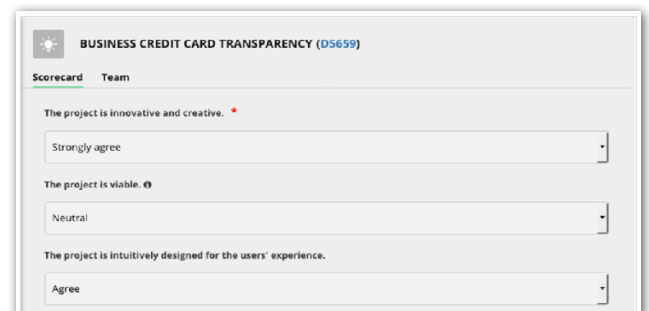 BUSINESS CREDIT CARD TRANSPARENCY (D5659)
Scorecard Team
The project is innovative and creative. *
Strongly agree
The project is viable.
Neutral
The project is intuitively designed for the users' experience.
Agree